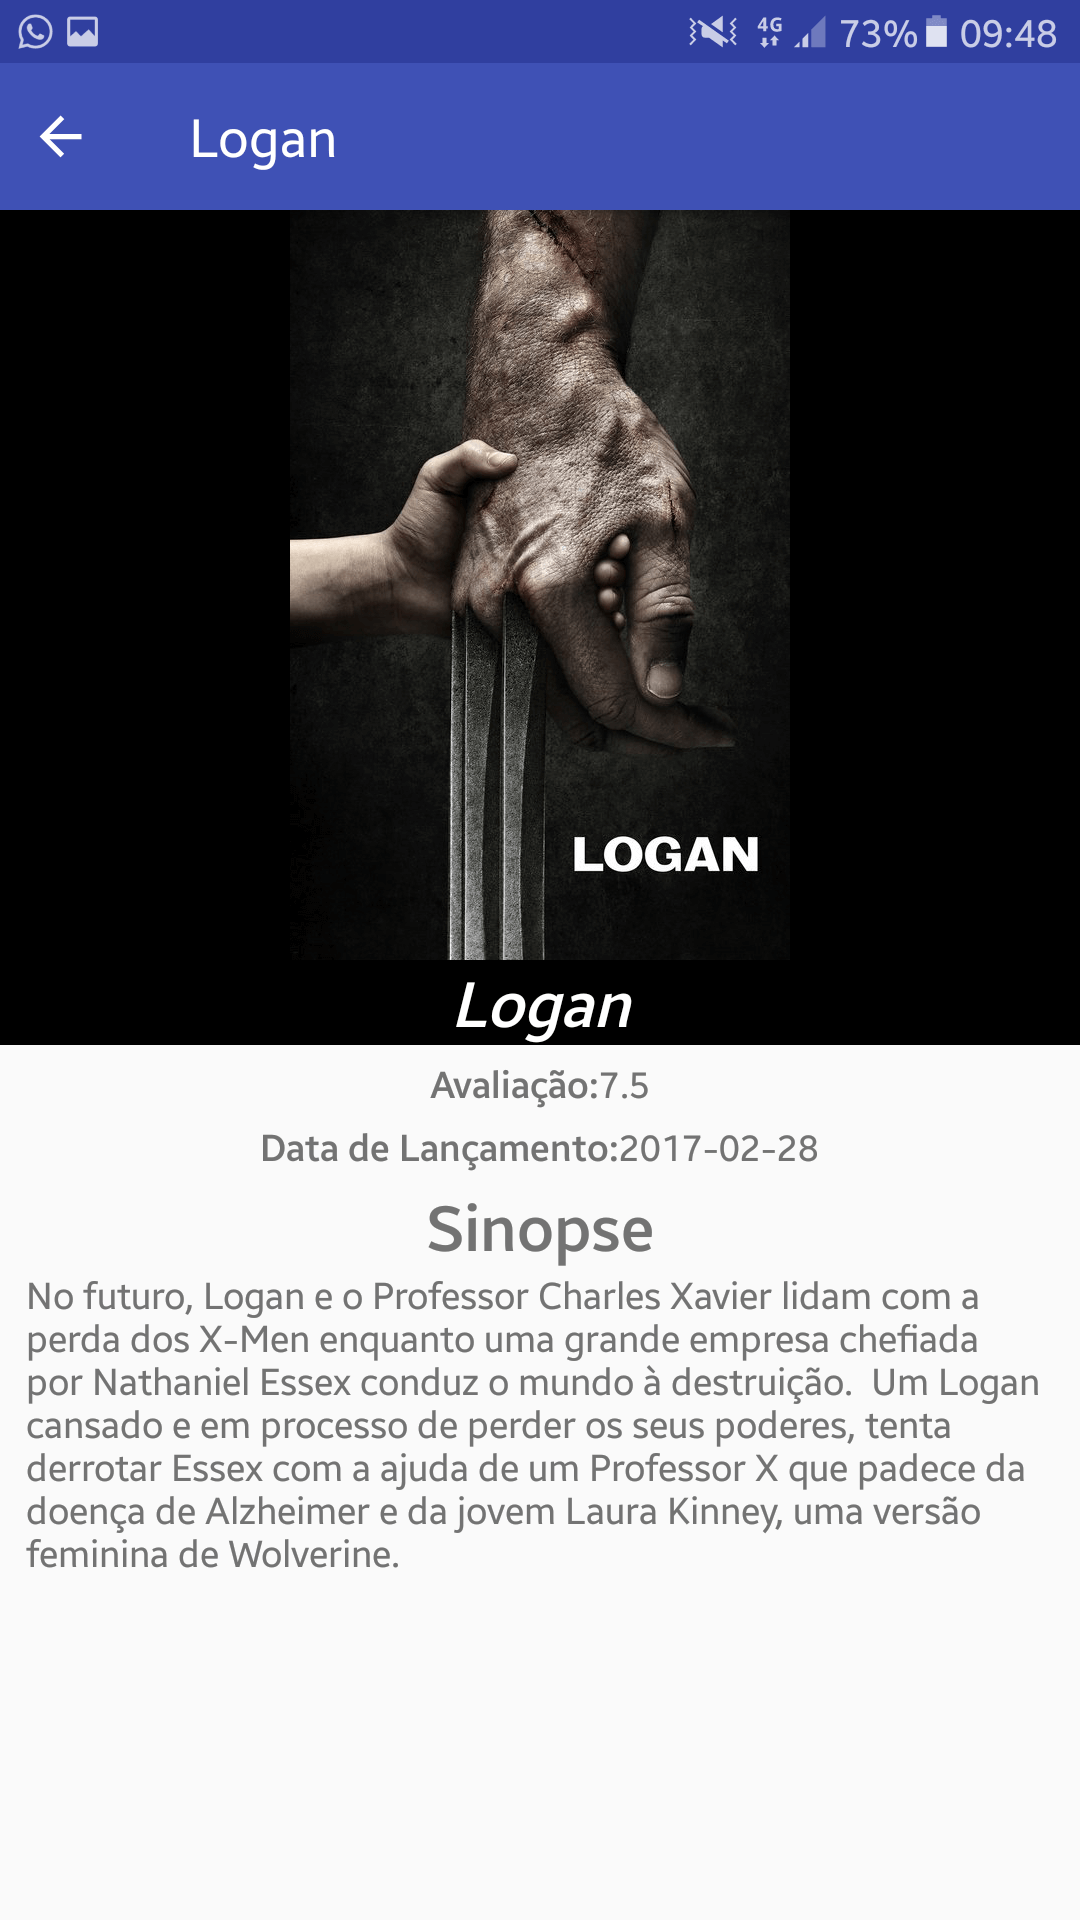 4G 73% 09:48
Logan
LOGAN
Logan
Avaliação:7.5
Data de Lançamento:2017-02-28
Sinopse
No futuro, Logan e o Professor Charles Xavier lidam com a
perda dos X-Men enquanto uma grande empresa chefiada
por Nathaniel Essex conduz o mundo à destruição.  Um Logan
cansado e em processo de perder os seus poderes, tenta
derrotar Essex com a ajuda de um Professor X que padece da
doença de Alzheimer e da jovem Laura Kinney, uma versão
feminina de Wolverine.